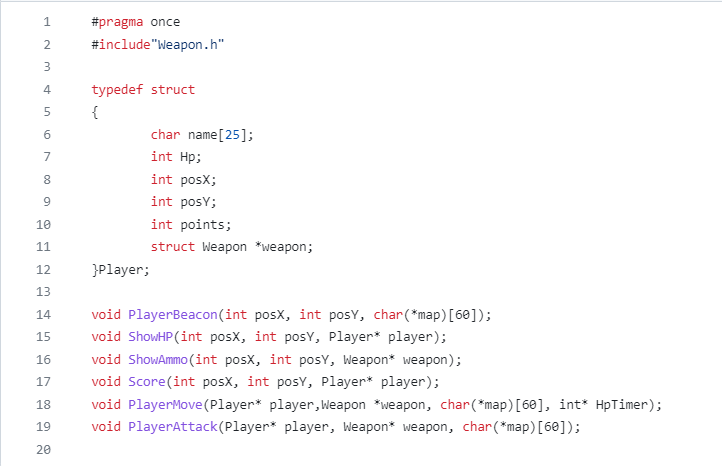 1 #pragma once
2 #include"Weapon.h"
3
4 typedef struct
5 {
6 char name[25];
7 int Hp;
8 int posX;
9 int posY;
10 int points;
11 struct Weapon *weapon;
12 }Player;
13
14 void PlayerBeacon(int posX, int posY, char(*map)[60]);
15 void ShowHP(int posX, int posY, Player* player);
16 void ShowAmmo(int posX, int posY, Weapon* weapon);
17 void Score(int posX, int posY, Player* player);
18 void PlayerMove(Player* player,Weapon *weapon, char(*map)[60], int* HpTimer);
19 void PlayerAttack(Player* player, Weapon* weapon, char(*map)[60]);
20